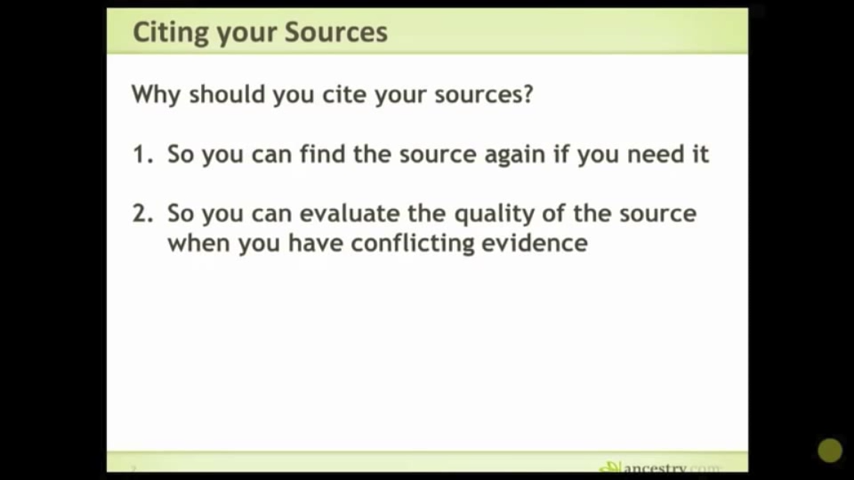 Citing your Sources
Why should you cite your sources?
1. So you can find the source again if you need it
2. So you can evaluate the quality of the source
when you have conflicting evidence
ancestry.com